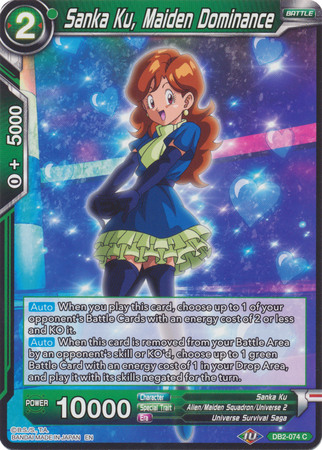 2
Sanka Ku, Maiden Dominance
BATTLE
0 + 5000
Auto When you play this card, choose up to 1 of your
opponent's Battle Cards with an energy cost of 2 or less
and KO it.
Auto When this card is removed from your Battle Area
by an opponent's skill or KO'd, choose up to 1 green
Battle Card with an energy cost of 1 in your Drop Area,
and play it with its skills negated for the turn.
POWER 10000
Character Sanka Ku
Special Trait Alien/Maiden Squadron/Universe 2
Era Universe Survival Saga
©B.S/S., T.A.
BANDAI MADE IN JAPAN EN
DB2-074 C